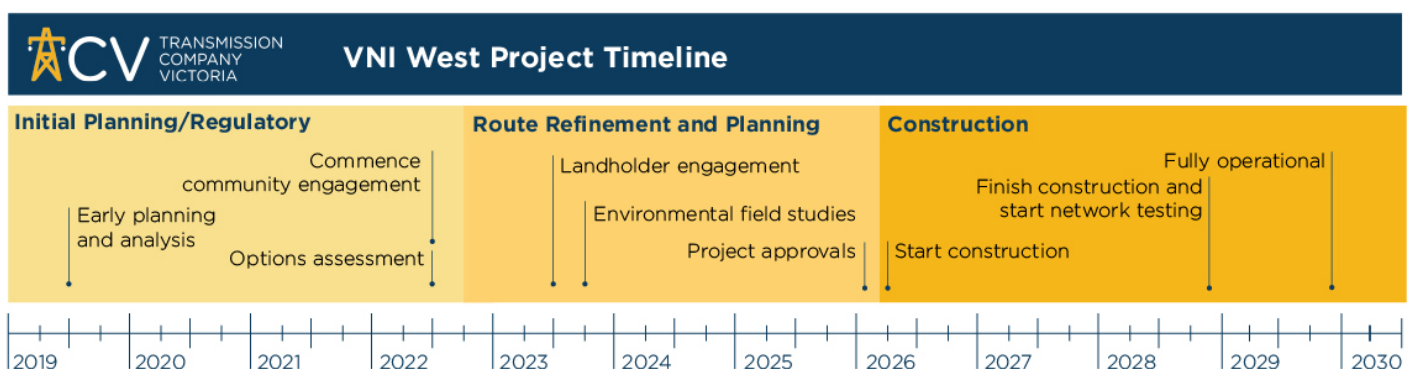 ACV TRANSMISSION
COMPANY
VICTORIA
VNI West Project Timeline
Initial Planning/Regulatory
Commence
community engagement
Early planning
and analysis
Options assessment
Route Refinement and Planning
Landholder engagement
Environmental field studies
Project approvals
Construction
Fully operational
Finish construction and
start network testing
Start construction
2019 2020 2021 2022 2023 2024 2025 2026 2027 2028 2029 2030